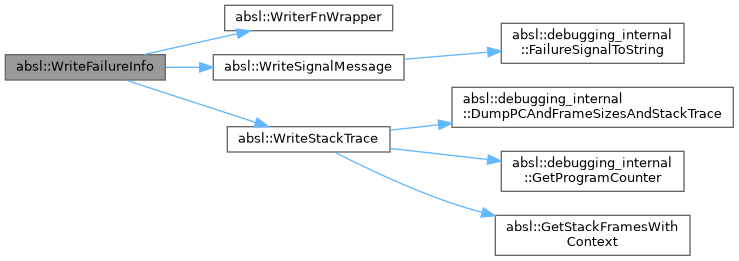 absl::WriterFnWrapper
absl::debugging_internal
::FailureSignalToString
absl::WriteFailureInfo
absl::WriteSignalMessage
absl::debugging_internal
::DumpPCAndFrameSizesAndStackTrace
absl::WriteStackTrace
absl::debugging_internal
::GetProgramCounter
absl::GetStackFramesWith
Context